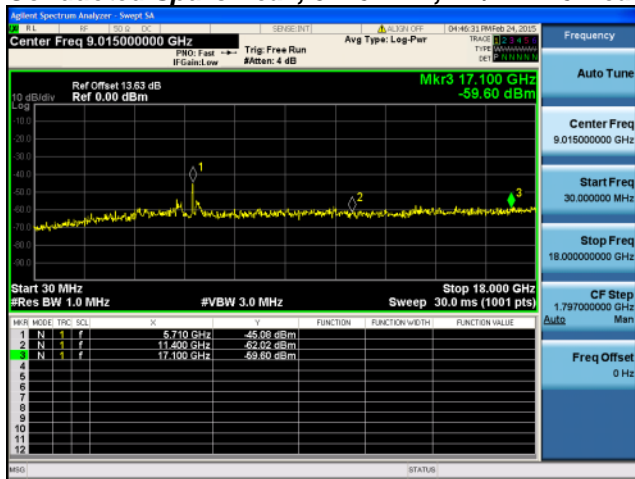 Agilent Spectrum Analyzer - Swept SA
RL RF 50 Ω DC SENSE:INT ALIGN OFF 04:46:31 PM Feb 24, 2015
Center Freq 9.015000000 GHz
PNO: Fast
IFGain:Low
Trig: Free Run
#Atten: 4 dB
Avg Type: Log-Pwr
TRACE 1 2 3 4 5 6
TYPE
DET P N N N N N
Ref Offset 13.63 dB
Ref 0.00 dBm
10 dB/div
Log
Mkr3 17.100 GHz
-59.60 dBm
-10.0
-20.0
-30.0
-40.0
-50.0
-60.0
-70.0
-80.0
-90.0
1
2
3
Start 30 MHz
Stop 18.000 GHz
#Res BW 1.0 MHz #VBW 3.0 MHz Sweep 30.0 ms (1001 pts)
MKR MODE TRC SCL X Y FUNCTION FUNCTION WIDTH FUNCTION VALUE
1 N 1 f 5.710 GHz -45.08 dBm
2 N 1 f 11.400 GHz -62.02 dBm
3 N 1 f 17.100 GHz -59.60 dBm
4
5
6
7
8
9
10
11
12
MSG STATUS
Frequency
Auto Tune
Center Freq
9.015000000 GHz
Start Freq
30.000000 MHz
Stop Freq
18.000000000 GHz
CF Step
1.797000000 GHz
Auto Man
Freq Offset
0 Hz